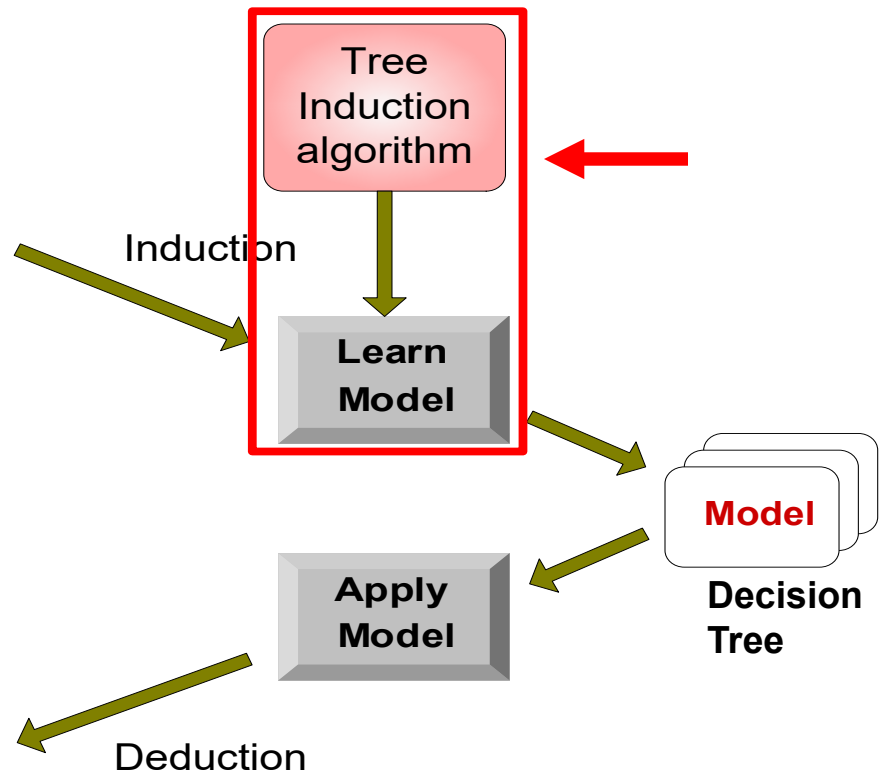 Tree
Induction
algorithm
Induction
Learn
Model
Model
Decision
Tree
Apply
Model
Deduction